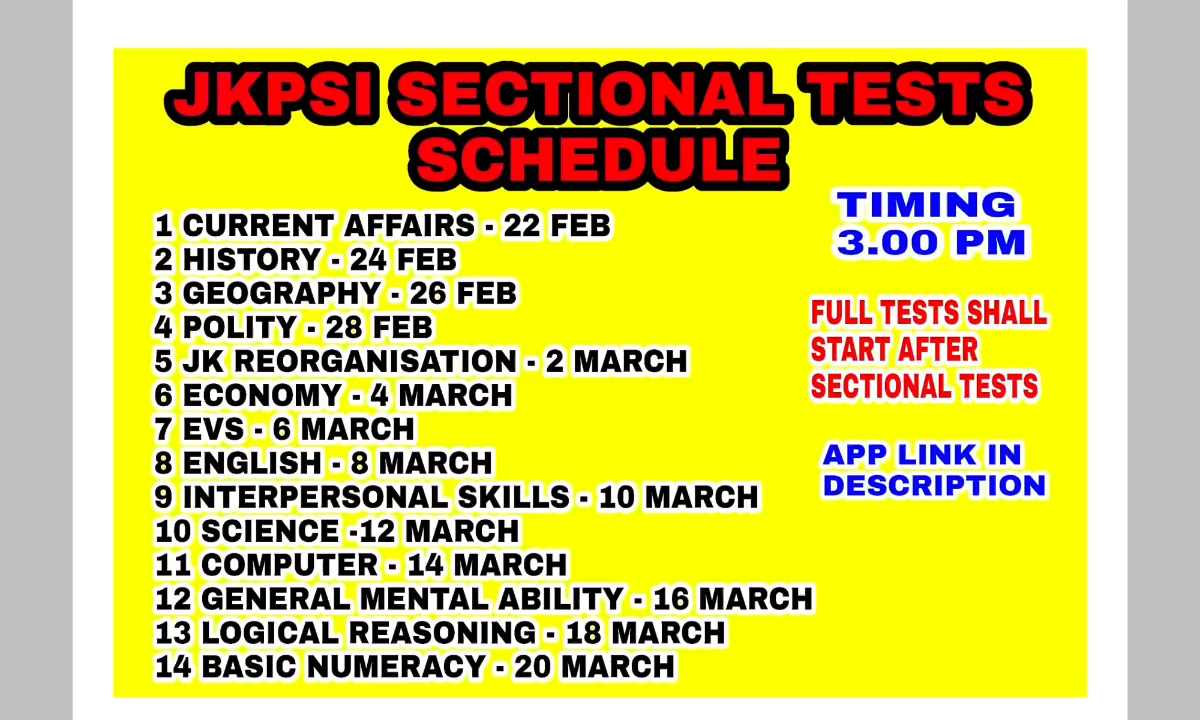 JKPSI SECTIONAL TESTS
SCHEDULE
1 CURRENT AFFAIRS - 22 FEB
2 HISTORY - 24 FEB
3 GEOGRAPHY - 26 FEB
4 POLITY - 28 FEB
5 JK REORGANISATION - 2 MARCH
6 ECONOMY - 4 MARCH
7 EVS - 6 MARCH
8 ENGLISH - 8 MARCH
9 INTERPERSONAL SKILLS - 10 MARCH
10 SCIENCE -12 MARCH
11 COMPUTER - 14 MARCH
12 GENERAL MENTAL ABILITY - 16 MARCH
13 LOGICAL REASONING - 18 MARCH
14 BASIC NUMERACY - 20 MARCH
TIMING
3.00 PM
FULL TESTS SHALL
START AFTER
SECTIONAL TESTS
APP LINK IN
DESCRIPTION